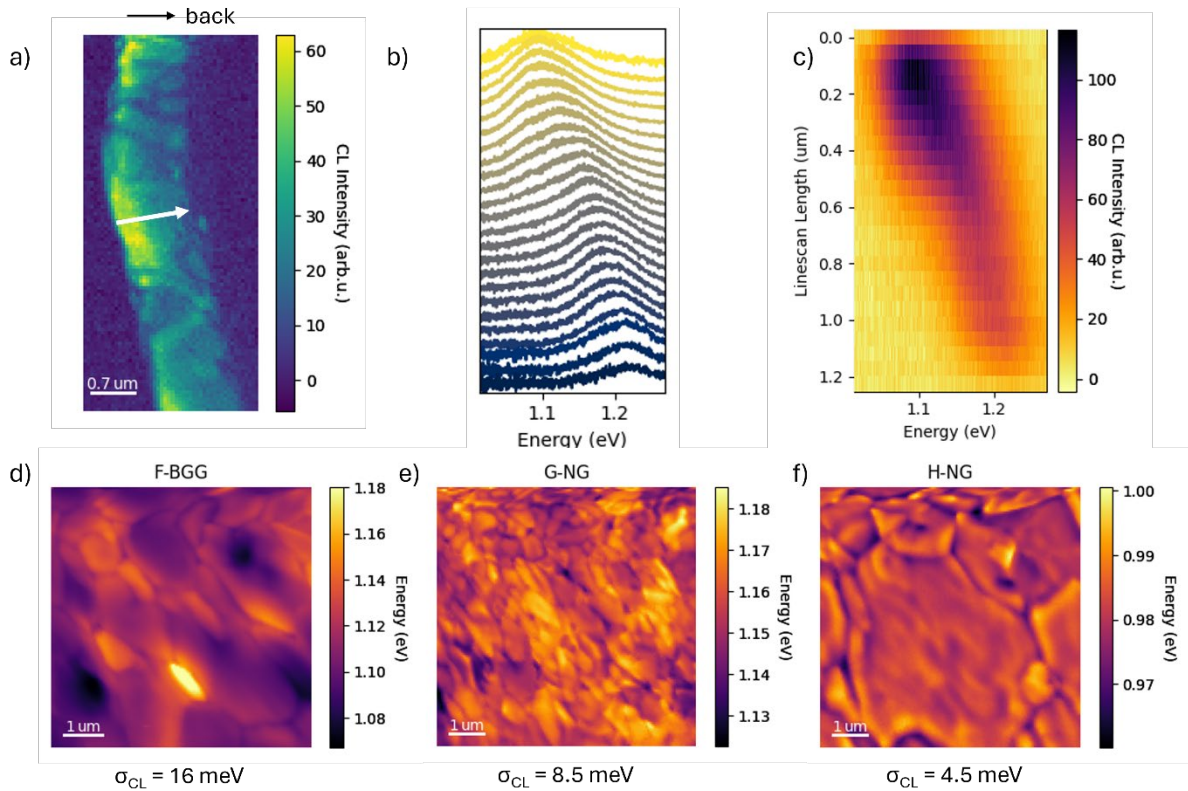 back
a)
60
50
40
30
20
10
0
CL Intensity (arb.u.)
0.7 um
b)
1.1 1.2
Energy (eV)
c)
0.0
0.2
0.4
0.6
0.8
1.0
1.2
Linescan Length (um)
1.1 1.2
Energy (eV)
100
80
60
40
20
0
CL Intensity (arb.u.)
d)
F-BGG
1 um
1.18
1.16
1.14
1.12
1.10
1.08
Energy (eV)
σCL = 16 meV
e)
G-NG
1 um
1.18
1.17
1.16
1.15
1.14
1.13
Energy (eV)
σCL = 8.5 meV
f)
H-NG
1 um
1.00
0.99
0.98
0.97
Energy (eV)
σCL = 4.5 meV